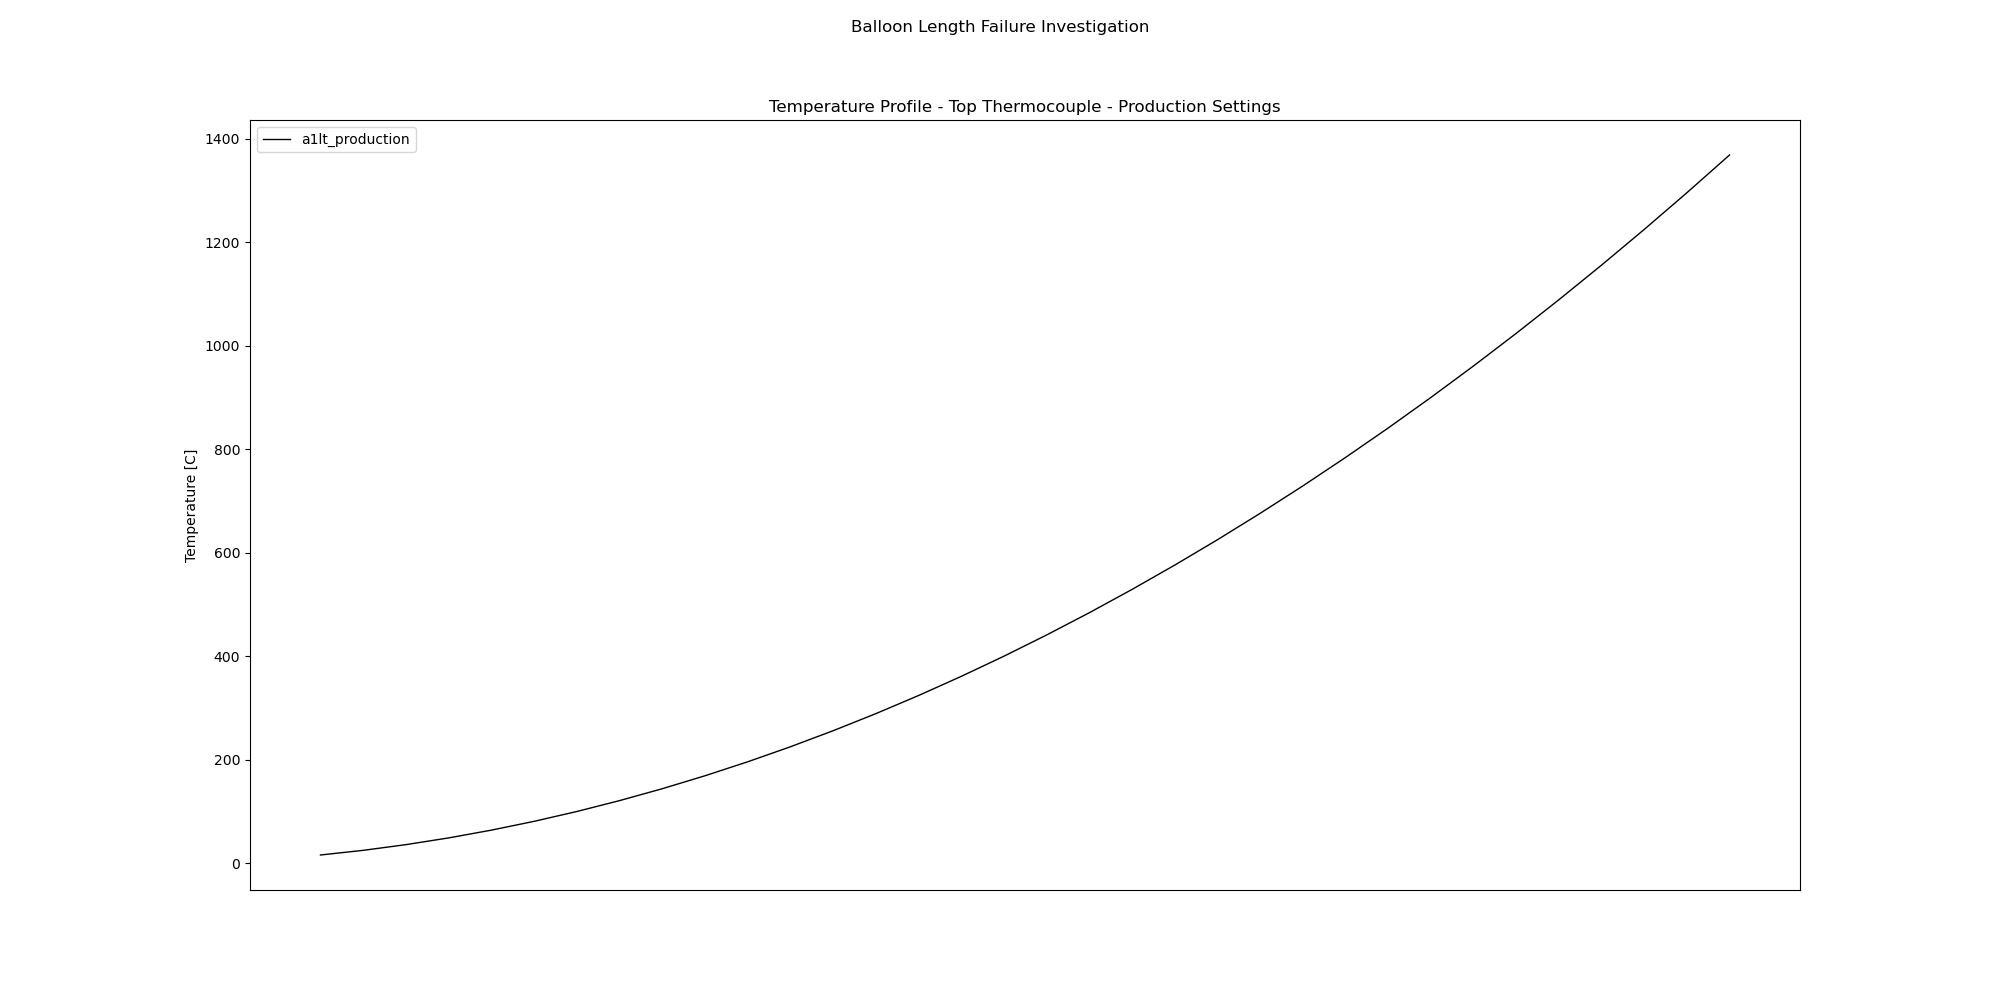 Balloon Length Failure Investigation
Temperature Profile - Top Thermocouple - Production Settings
a1lt_production
1400
1200
1000
800
600
400
200
0
Temperature [C]